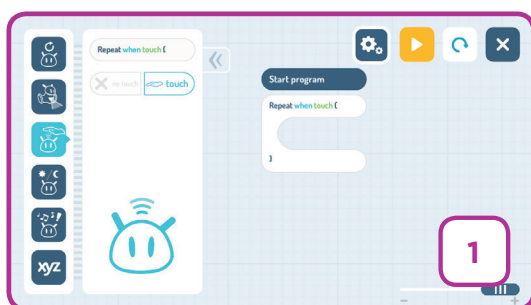 Repeat when touch {
no touch
touch
Start program
Repeat when touch {
}
xyz
1
- +